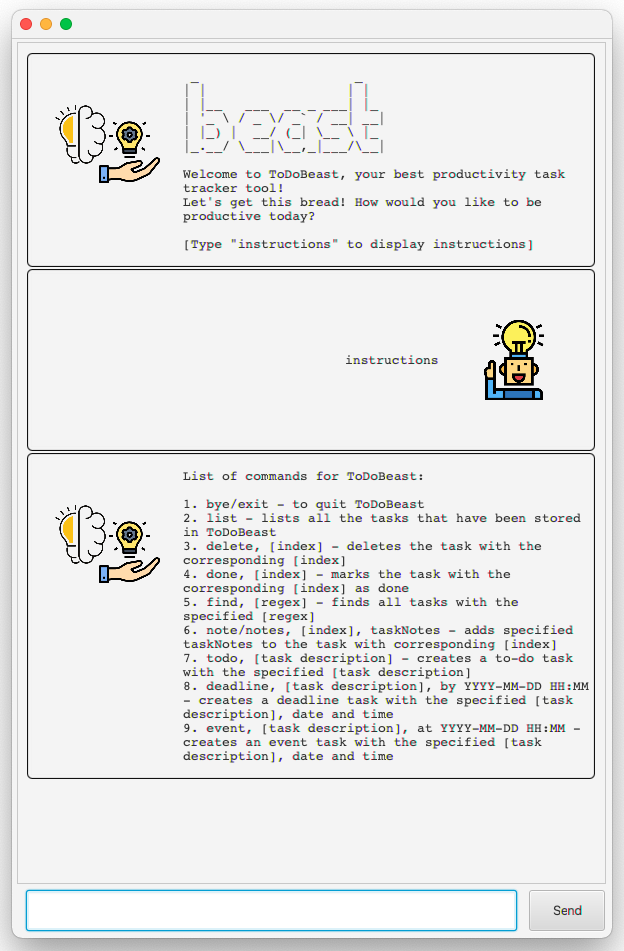 beast
Welcome to ToDoBeast, your best productivity task
tracker tool!
Let's get this bread! How would you like to be
productive today?
[Type "instructions" to display instructions]
instructions
List of commands for ToDoBeast:
1. bye/exit - to quit ToDoBeast
2. list - lists all the tasks that have been stored
in ToDoBeast
3. delete, [index] - deletes the task with the
corresponding [index]
4. done, [index] - marks the task with the
corresponding [index] as done
5. find, [regex] - finds all tasks with the
specified [regex]
6. note/notes, [index], taskNotes - adds specified
taskNotes to the task with corresponding [index]
7. todo, [task description] - creates a to-do task
with the specified [task description]
8. deadline, [task description], by YYYY-MM-DD HH:MM
- creates a deadline task with the specified [task
description], date and time
9. event, [task description], at YYYY-MM-DD HH:MM -
creates an event task with the specified [task
description], date and time
Send